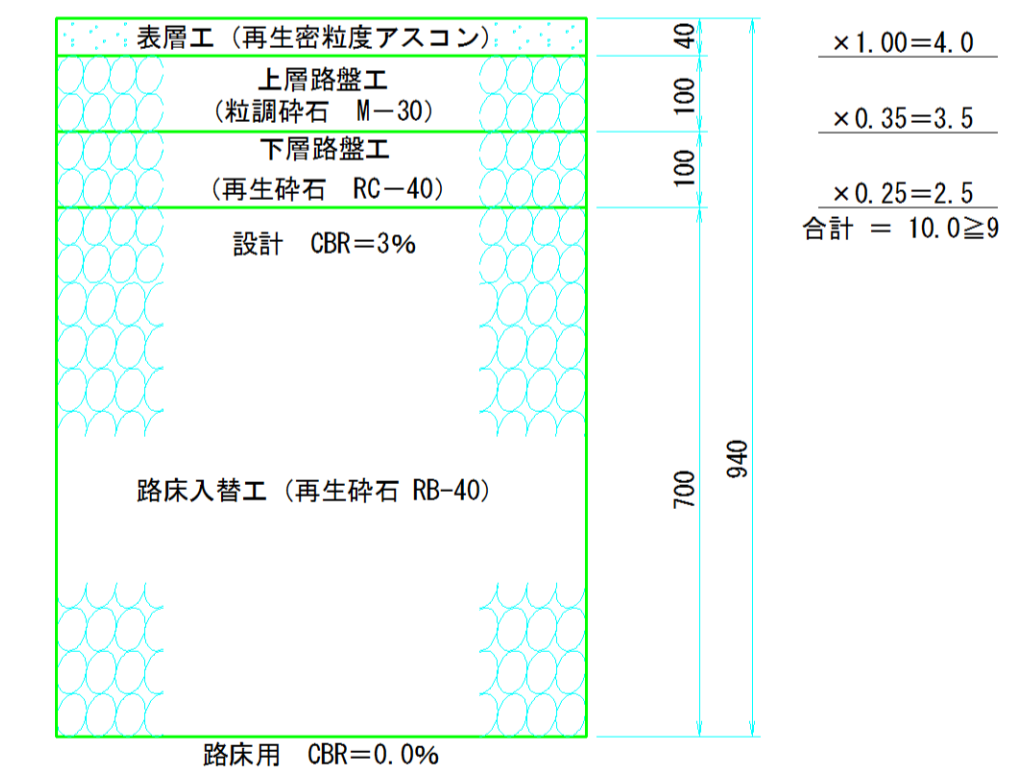 表層工（再生密粒度アスコン）
40
×1.00＝4.0
上層路盤工
（粒調砕石　M－30）
100
×0.35＝3.5
下層路盤工
（再生砕石　RC－40）
100
×0.25＝2.5
合計 ＝ 10.0≧9
設計　CBR＝3%
路床入替工（再生砕石 RB-40）
700
940
路床用　CBR＝0.0%